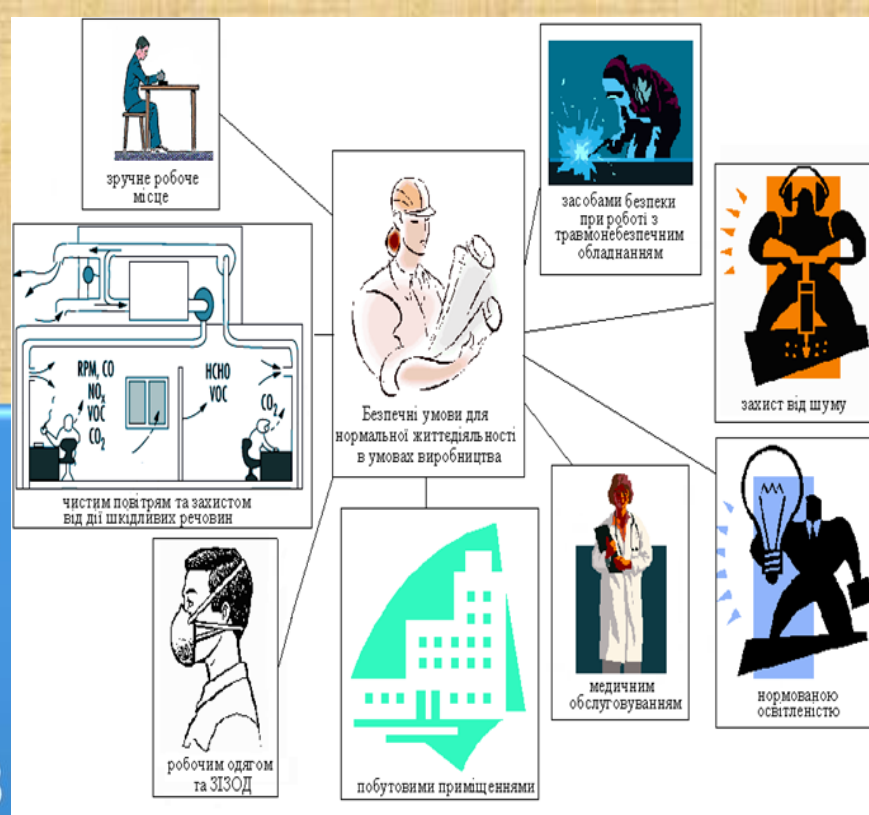 зручне робоче
місце
засобами безпеки
при роботі з
травмонебезпечним
обладнанням
захист від шуму
RPM, CO
NOx
VOC
CO2
HCHO
VOC
CO2
чистим повітрям та захистом
від дії шкідливих речовин
Безпечні умови для
нормальної життєдіяльності
в умовах виробництва
робочим одягом
та ЗІЗОД
побутовими приміщеннями
медичним
обслуговуванням
нормованою
освітленістю